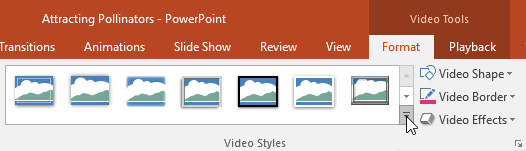 Attracting Pollinators - PowerPoint Video Tools
Transitions Animations Slide Show Review View Format Playback
Video Shape
Video Border
Video Effects
Video Styles